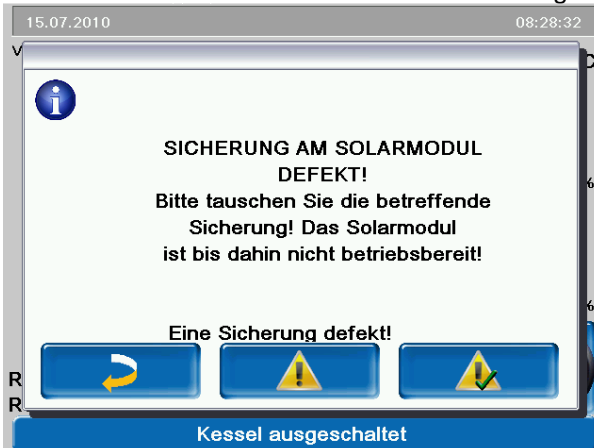 15.07.2010 08:28:32
SICHERUNG AM SOLARMODUL
DEFEKT!
Bitte tauschen Sie die betreffende
Sicherung! Das Solarmodul
ist bis dahin nicht betriebsbereit!
Eine Sicherung defekt!
R
R
Kessel ausgeschaltet